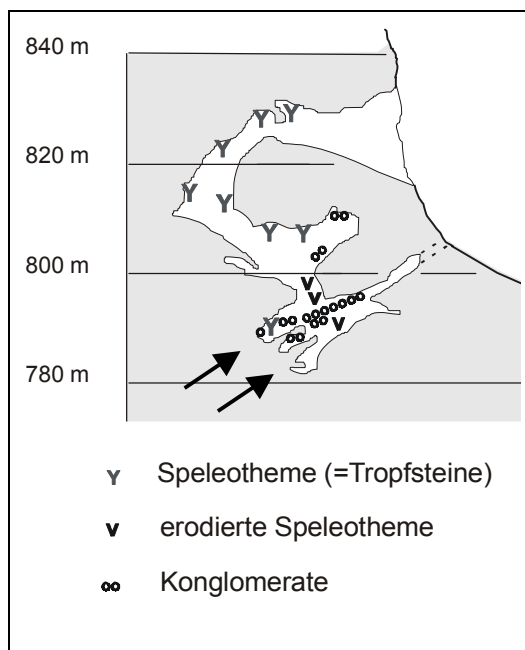 840 m
820 m
800 m
780 m
Y Speleotheme (=Tropfsteine)
v erodierte Speleotheme
Konglomerate